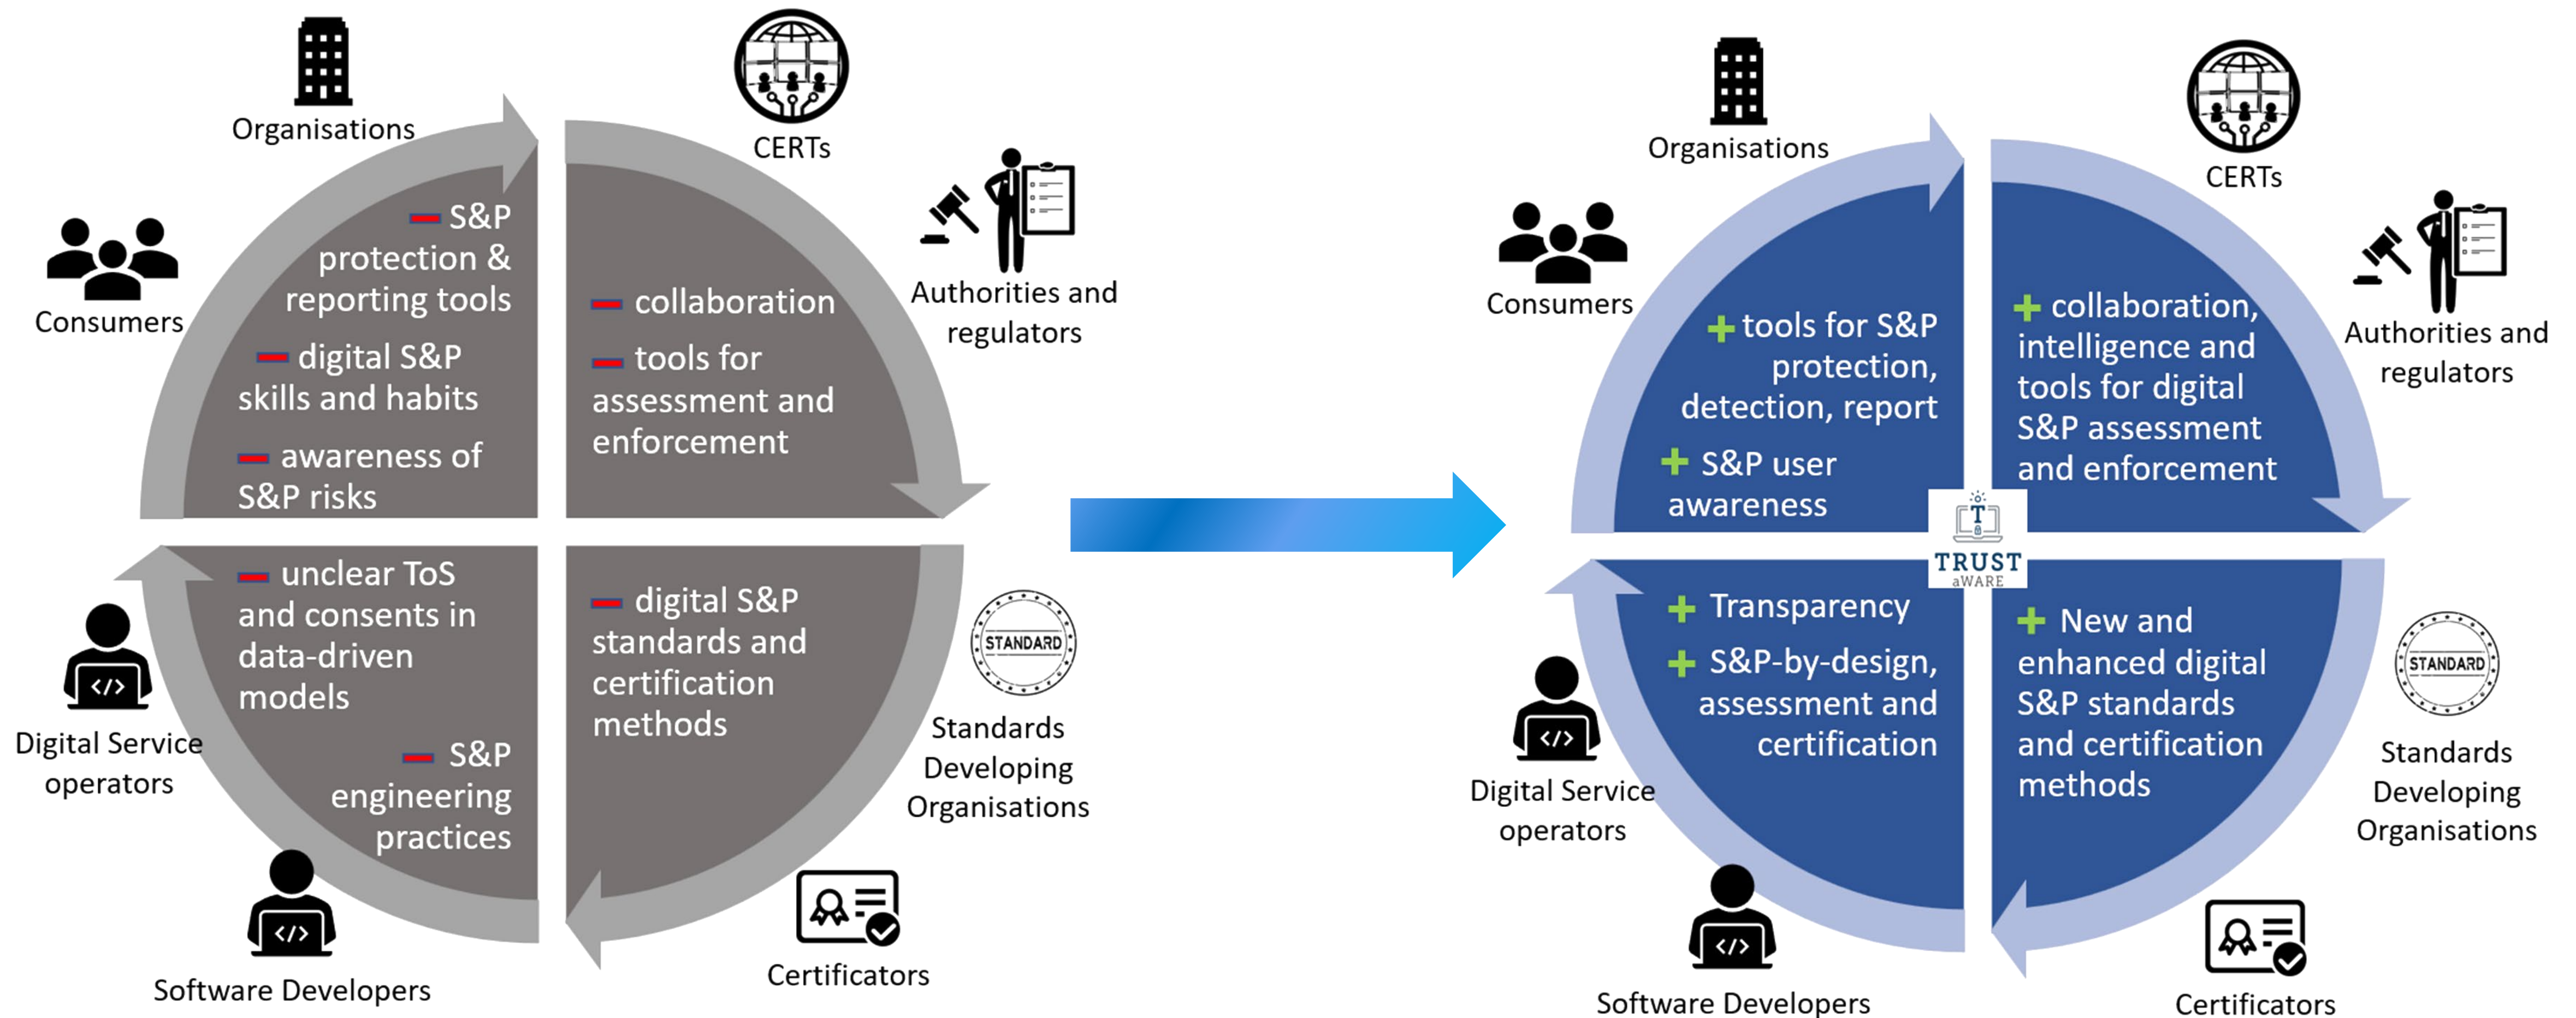 Organisations
CERTs
Consumers
Authorities and
regulators
S&P
protection &
reporting tools
digital S&P
skills and habits
awareness of
S&P risks
collaboration
tools for
assessment and
enforcement
unclear ToS
and consents in
data-driven
models
S&P
engineering
practices
digital S&P
standards and
certification
methods
</>
Digital Service
operators
STANDARD
Standards
Developing
Organisations
</>
Software Developers
Certificators
Organisations
CERTs
Consumers
Authorities and
regulators
tools for S&P
protection,
detection, report
S&P user
awareness
collaboration,
intelligence and
tools for digital
S&P assessment
and enforcement
T
TRUST
aWARE
Transparency
S&P-by-design,
assessment and
certification
New and
enhanced digital
S&P standards
and certification
methods
</>
Digital Service
operators
STANDARD
Standards
Developing
Organisations
</>
Software Developers
Certificators